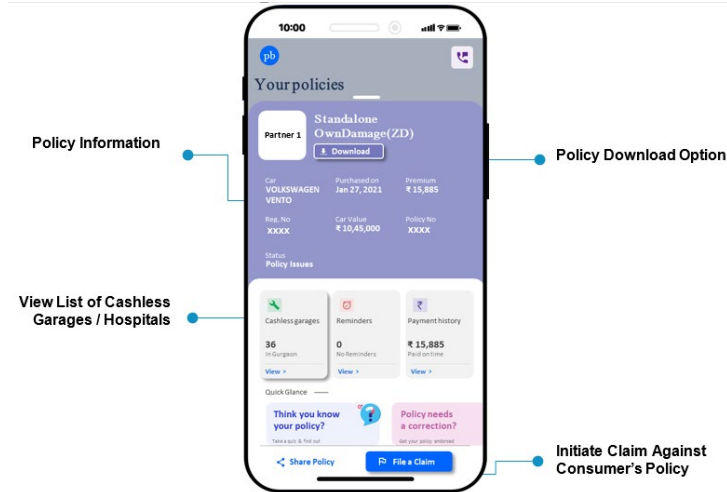 10:00
pb
Your policies
Partner 1
Standalone
OwnDamage(ZD)
Download
Car
Purchased on
Premium
VOLKSWAGEN
VENTO
Jan 27, 2021
₹ 15,885
Reg. No
Car Value
Policy No
XXXX
₹ 10,45,000
XXXX
Status
Policy Issues
Cashless garages
Reminders
Payment history
36
0
₹ 15,885
In Gurgaon
No Reminders
Paid on time
View >
View >
View >
Quick Glance
Think you know
your policy?
Take a quiz & find out
Policy needs
a correction?
Get your policy endorsed
Share Policy
File a Claim
Policy Information
Policy Download Option
View List of Cashless
Garages / Hospitals
Initiate Claim Against
Consumer's Policy